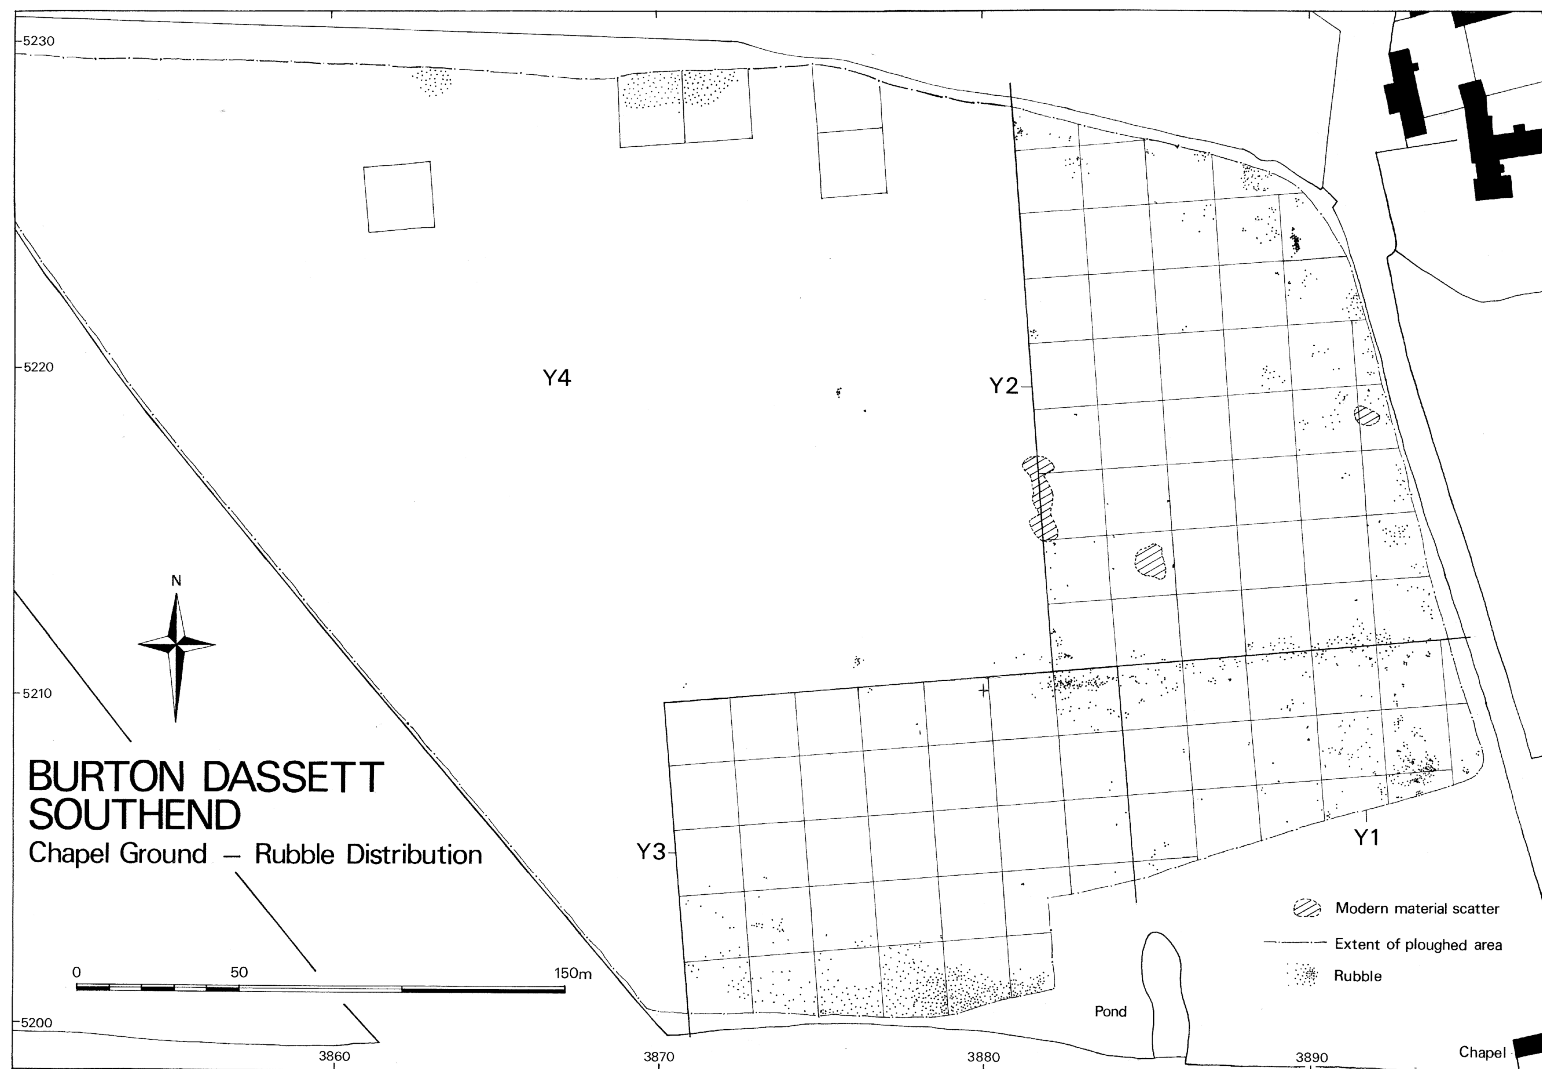 5230
5220
Y4
Y2
N
5210
BURTON DASSETT
SOUTHEND
Chapel Ground – Rubble Distribution
Y3
Y1
Modern material scatter
Extent of ploughed area
Rubble
0 50 150m
Pond
5200
3860 3870 3880 3890
Chapel